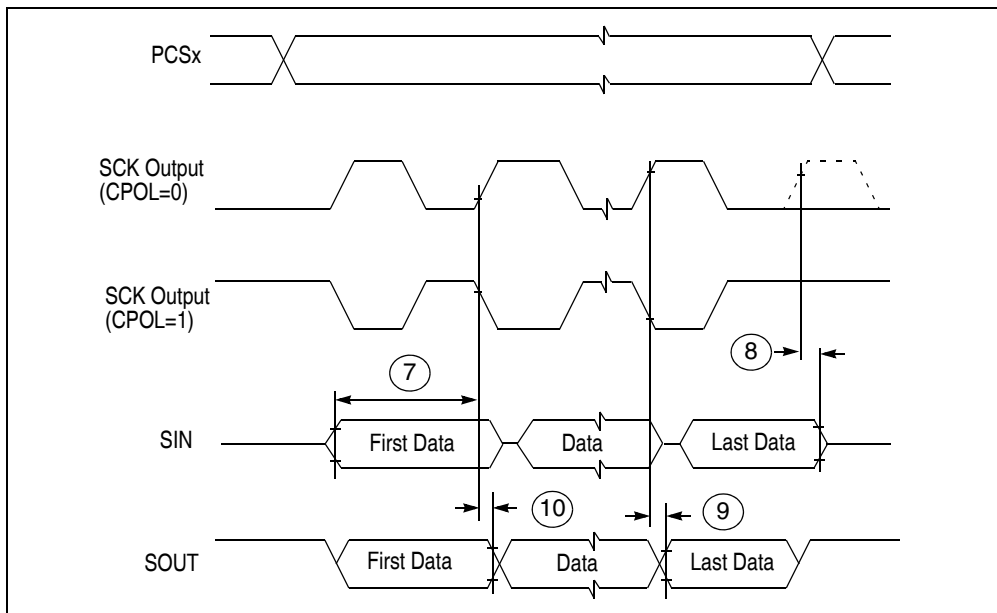 PCSx
SCK Output
(CPOL=0)
SCK Output
(CPOL=1)
8
7
SIN
First Data
Data
Last Data
10
9
SOUT
First Data
Data
Last Data